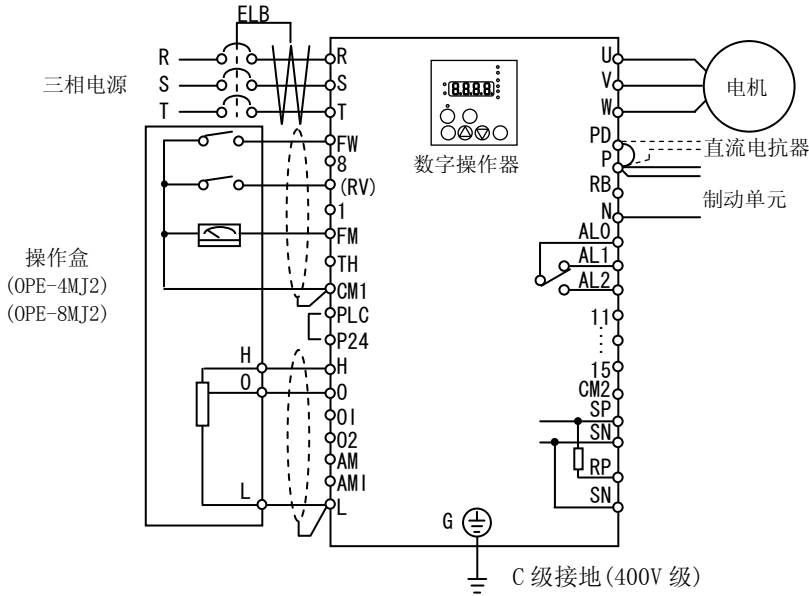 ELB
R
S
T
三相电源
R
S
T
FW
8
(RV)
1
FM
TH
CM1
PLC
P24
H
O
OI
O2
AM
AMI
L
操作盒
(OPE-4MJ2)
(OPE-8MJ2)
H
O
L
8.8.8.8.
数字操作器
U
V
W
电机
PD
P
直流电抗器
RB
N
制动单元
AL0
AL1
AL2
11
15
CM2
SP
SN
RP
SN
G
C 级接地(400V 级)